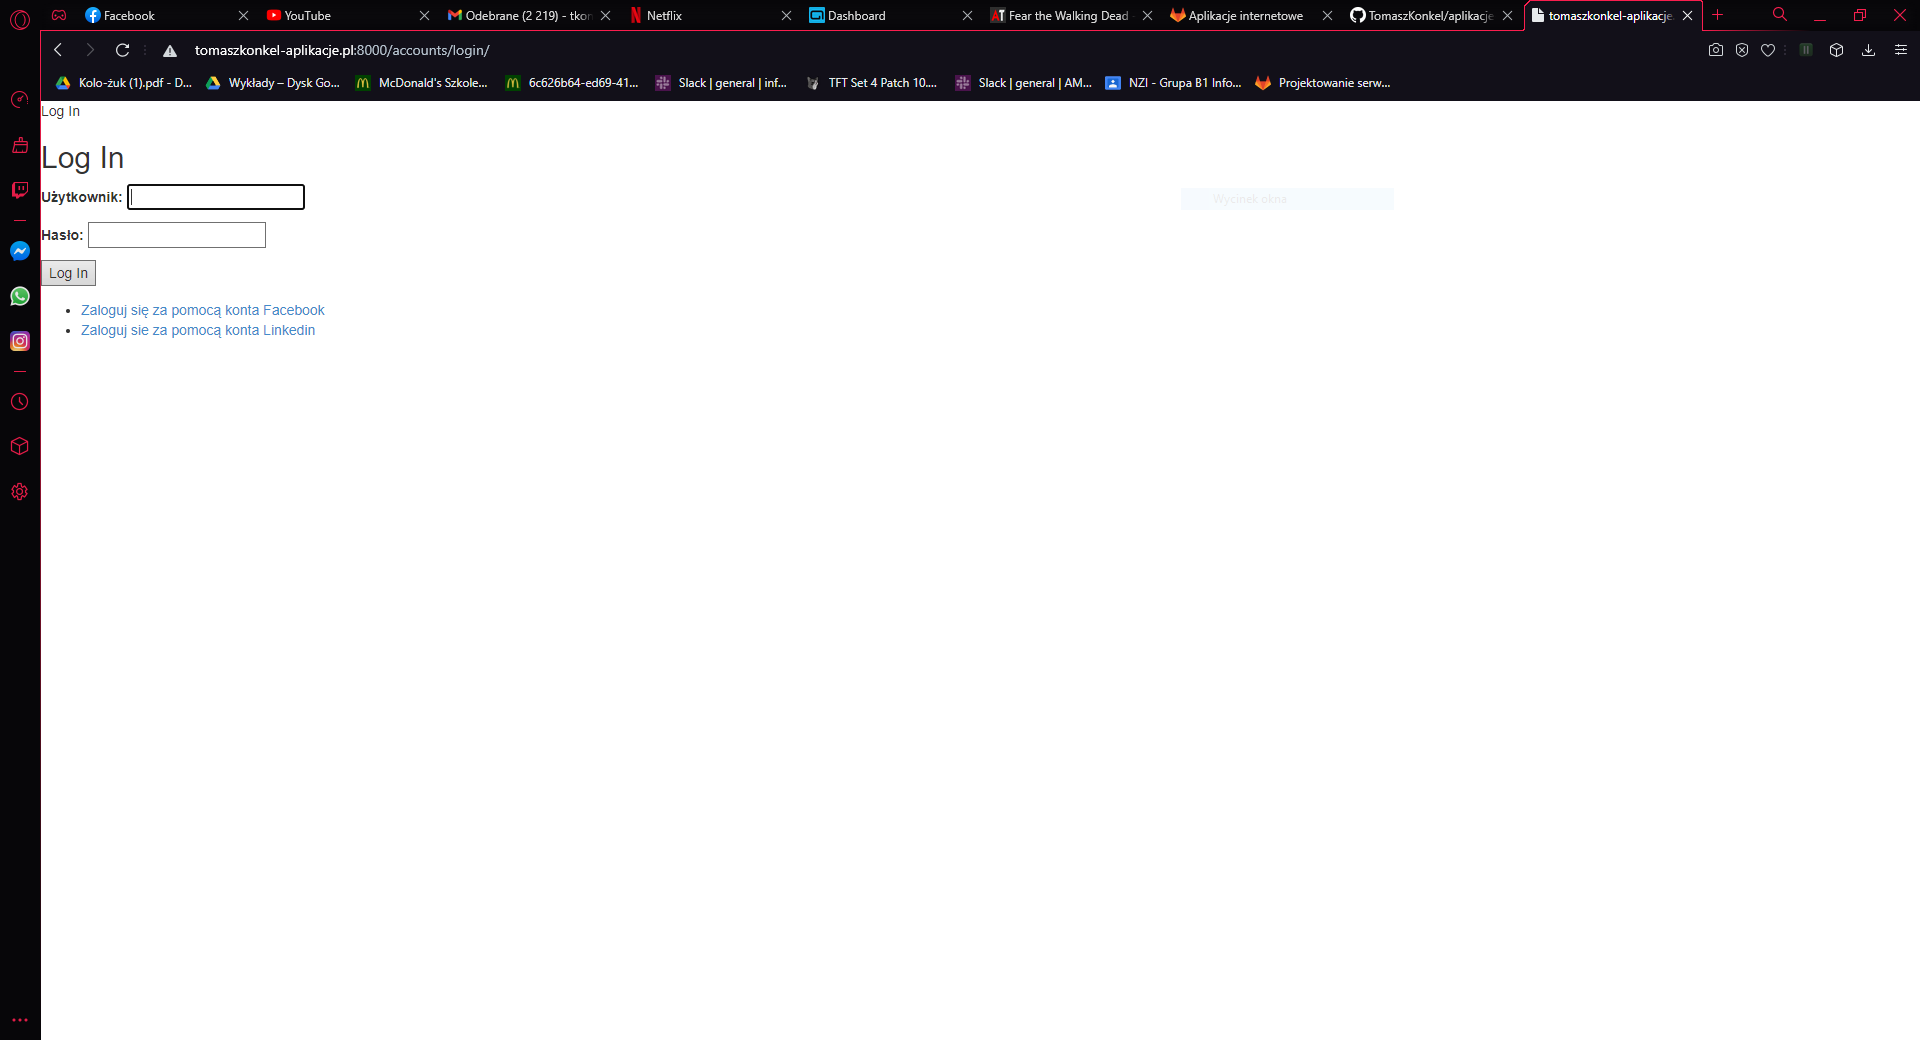 Facebook
YouTube
Odebrane (2 219) - tkon
Netflix
Dashboard
Fear the Walking Dead
Aplikacje internetowe
TomaszKonkel/aplikacje
tomaszkonkel-aplikacje.
tomaszkonkel-aplikacje.pl:8000/accounts/login/
Kolo-żuk (1).pdf - D...
Wykłady – Dysk Go...
McDonald's Szkole...
6c626b64-ed69-41...
Slack | general | inf...
TFT Set 4 Patch 10....
Slack | general | AM...
NZI - Grupa B1 Info...
Projektowanie serw...
Log In
Log In
Użytkownik:
Wycinek okna
Hasło:
Log In
Zaloguj się za pomocą konta Facebook
Zaloguj sie za pomocą konta Linkedin